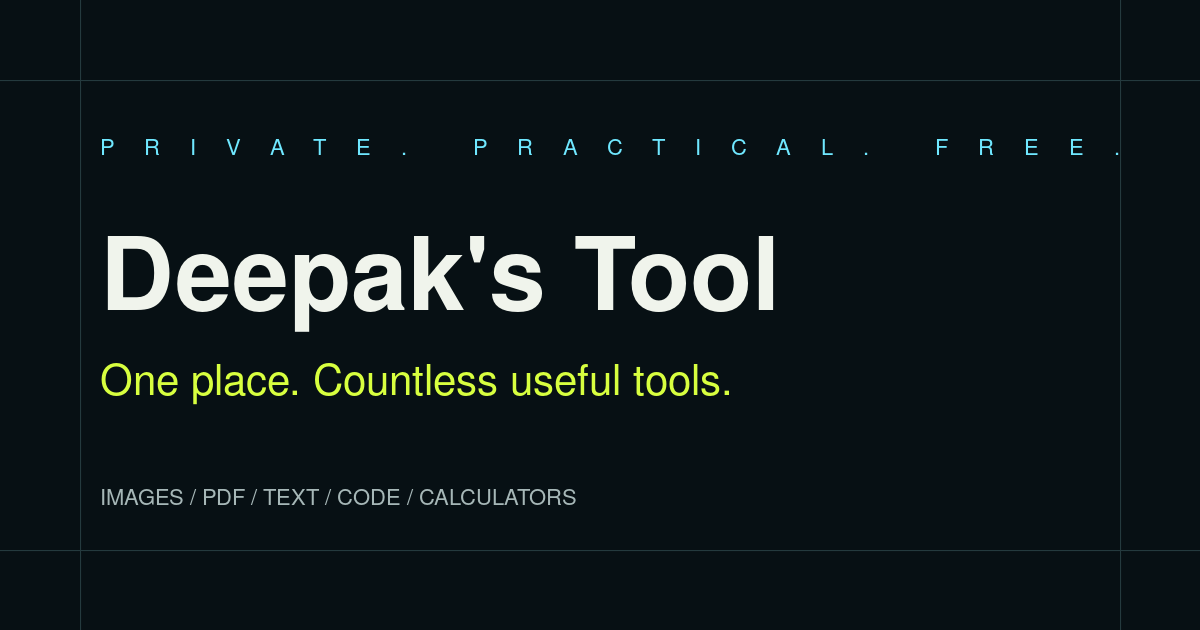 PRIVATE. PRACTICAL. FREE.
Deepak's Tool
One place. Countless useful tools.
IMAGES / PDF / TEXT / CODE / CALCULATORS